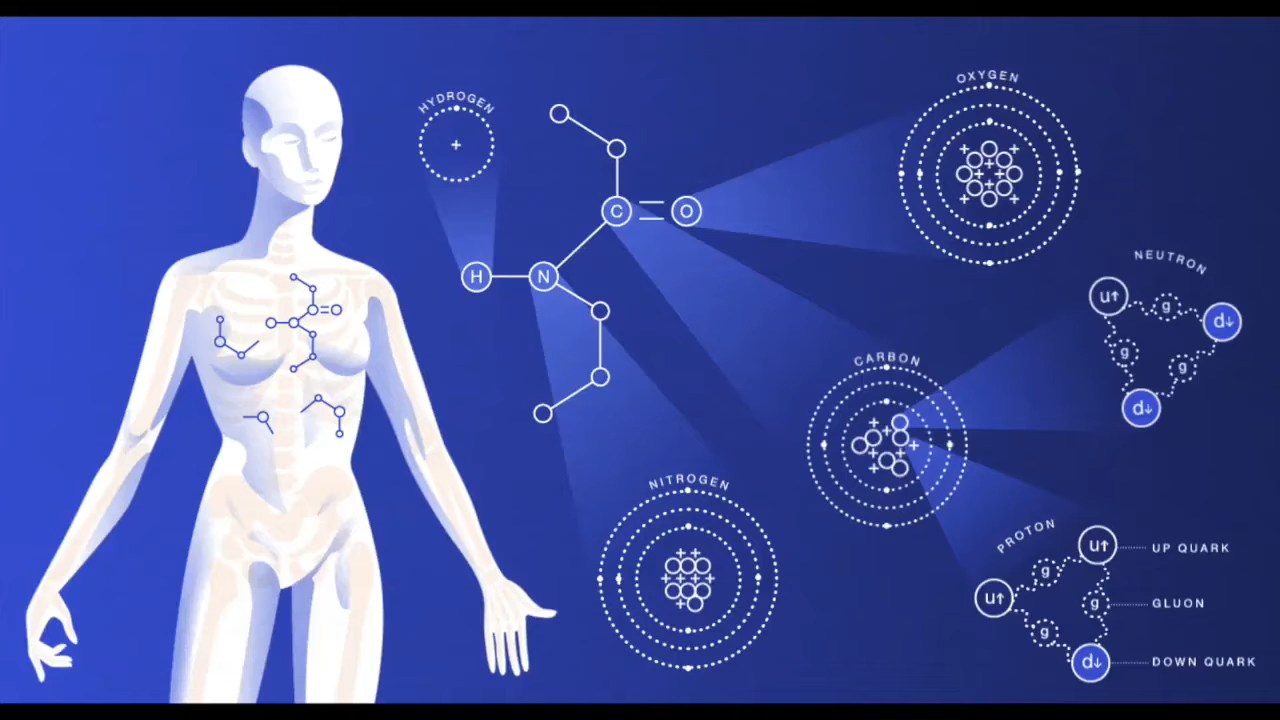 HYDROGEN
+
C = O
H N
OXYGEN
NEUTRON
u↑ g d↓
g g
d↓
CARBON
NITROGEN
PROTON
u↑ UP QUARK
g
u↑ g GLUON
g
d↓ DOWN QUARK